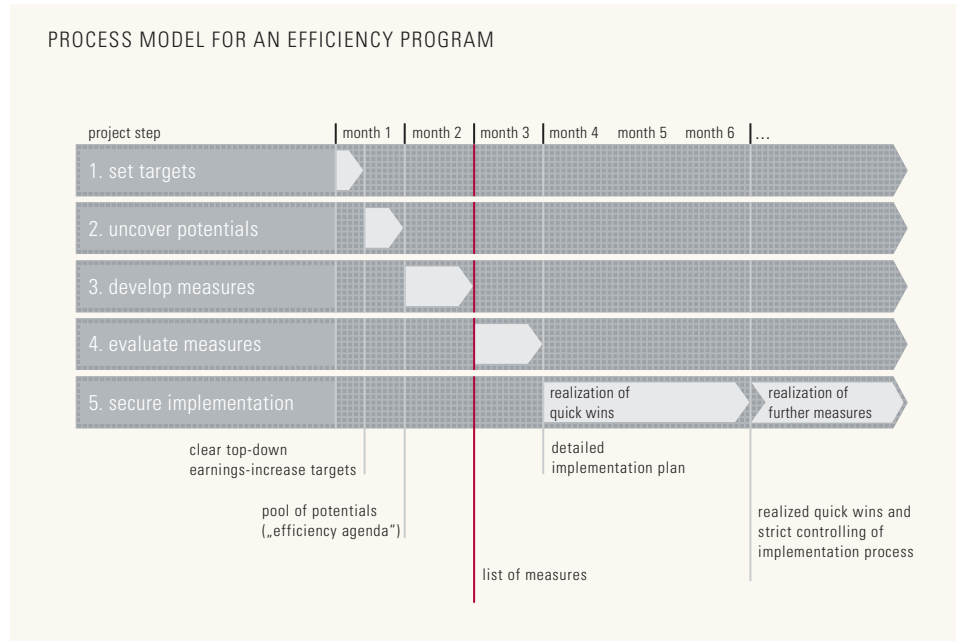 PROCESS MODEL FOR AN EFFICIENCY PROGRAM
project step month 1 month 2 month 3 month 4 month 5 month 6 ...
1. set targets
2. uncover potentials
3. develop measures
4. evaluate measures
5. secure implementation
realization of
quick wins
realization of
further measures
clear top-down
earnings-increase targets
detailed
implementation plan
pool of potentials
(„efficiency agenda“)
realized quick wins and
strict controlling of
implementation process
list of measures